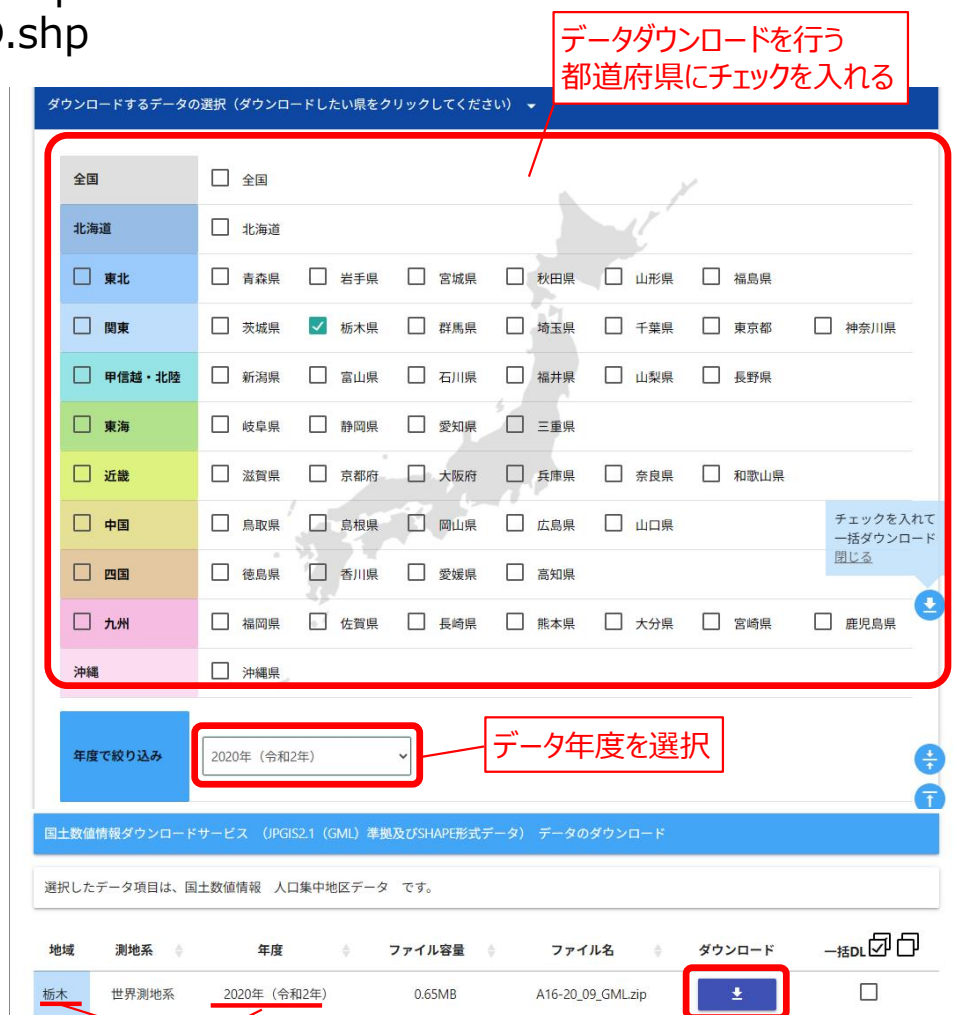 .shp
データダウンロードを行う
都道府県にチェックを入れる
ダウンロードするデータの選択（ダウンロードしたい県をクリックしてください）
全国 全国
北海道 北海道
東北 青森県 岩手県 宮城県 秋田県 山形県 福島県
関東 茨城県 栃木県 群馬県 埼玉県 千葉県 東京都 神奈川県
甲信越・北陸 新潟県 富山県 石川県 福井県 山梨県 長野県
東海 岐阜県 静岡県 愛知県 三重県
近畿 滋賀県 京都府 大阪府 兵庫県 奈良県 和歌山県
中国 鳥取県 島根県 岡山県 広島県 山口県
四国 徳島県 香川県 愛媛県 高知県
九州 福岡県 佐賀県 長崎県 熊本県 大分県 宮崎県 鹿児島県
沖縄 沖縄県
チェックを入れて
一括ダウンロード
閉じる
年度で絞り込み 2020年（令和2年）
データ年度を選択
国土数値情報ダウンロードサービス （JPGIS2.1（GML）準拠及びSHAPE形式データ） データのダウンロード
選択したデータ項目は、国土数値情報 人口集中地区データ です。
地域 測地系 年度 ファイル容量 ファイル名 ダウンロード 一括DL
栃木 世界測地系 2020年（令和2年） 0.65MB A16-20_09_GML.zip